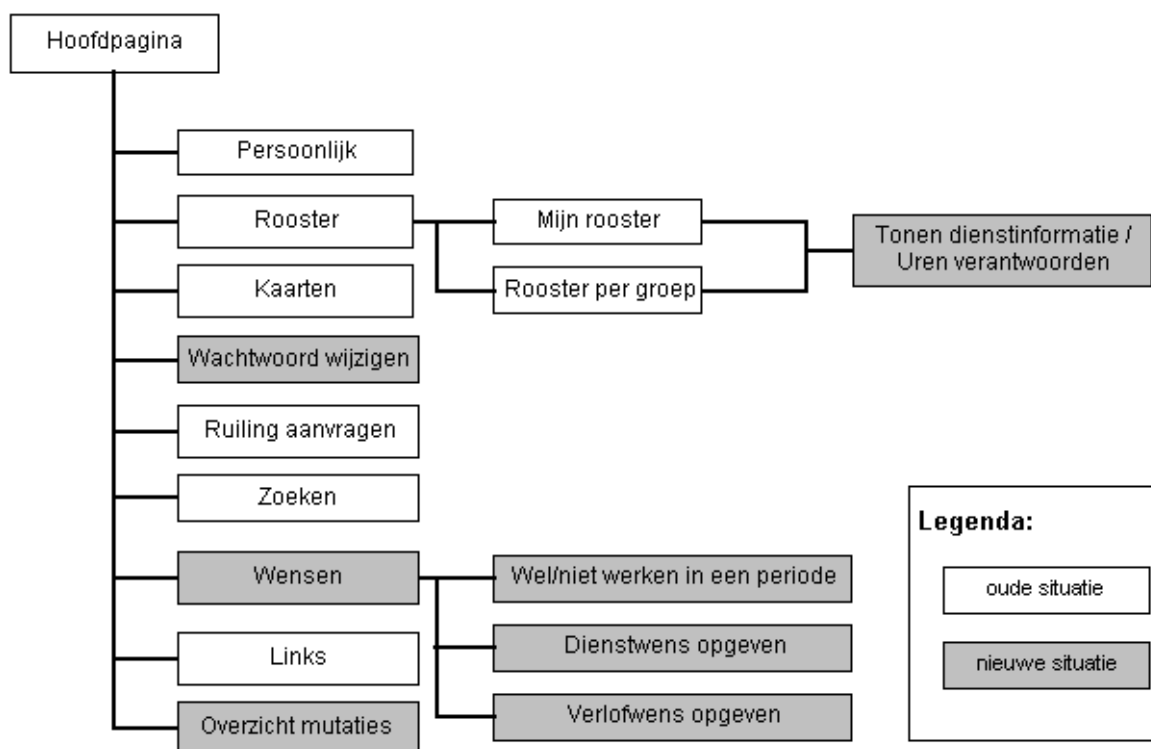 Hoofdpagina
Persoonlijk
Rooster
Mijn rooster
Tonen dienstinformatie /
Uren verantwoorden
Kaarten
Rooster per groep
Wachtwoord wijzigen
Ruiling aanvragen
Zoeken
Wensen
Wel/niet werken in een periode
Dienstwens opgeven
Links
Verlofwens opgeven
Overzicht mutaties
Legenda:
oude situatie
nieuwe situatie